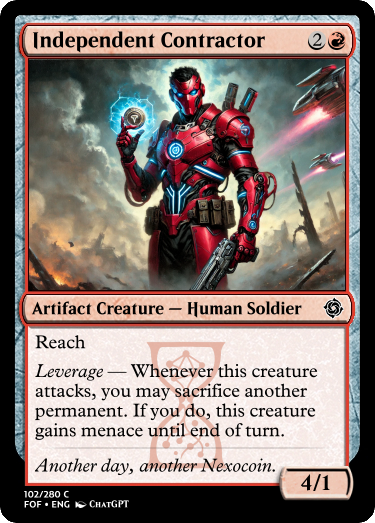 Independent Contractor 2
Artifact Creature — Human Soldier
Reach
Leverage — Whenever this creature
attacks, you may sacrifice another
permanent. If you do, this creature
gains menace until end of turn.
Another day, another Nexocoin.
4/1
102/280 C
FOF • ENG ChatGPT